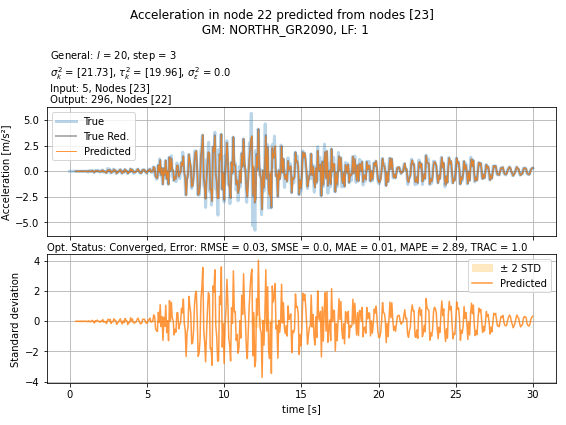 Acceleration in node 22 predicted from nodes [23]
GM: NORTHR_GR2090, LF: 1
General: l = 20, step = 3
σ²ₖ = [21.73], τ²ₖ = [19.96], σ²ε = 0.0
Input: 5, Nodes [23]
Output: 296, Nodes [22]
True
True Red.
Predicted
5.0
2.5
0.0
−2.5
−5.0
Acceleration [m/s²]
Opt. Status: Converged, Error: RMSE = 0.03, SMSE = 0.0, MAE = 0.01, MAPE = 2.89, TRAC = 1.0
± 2 STD
Predicted
4
2
0
−2
−4
Standard deviation
0 5 10 15 20 25 30
time [s]